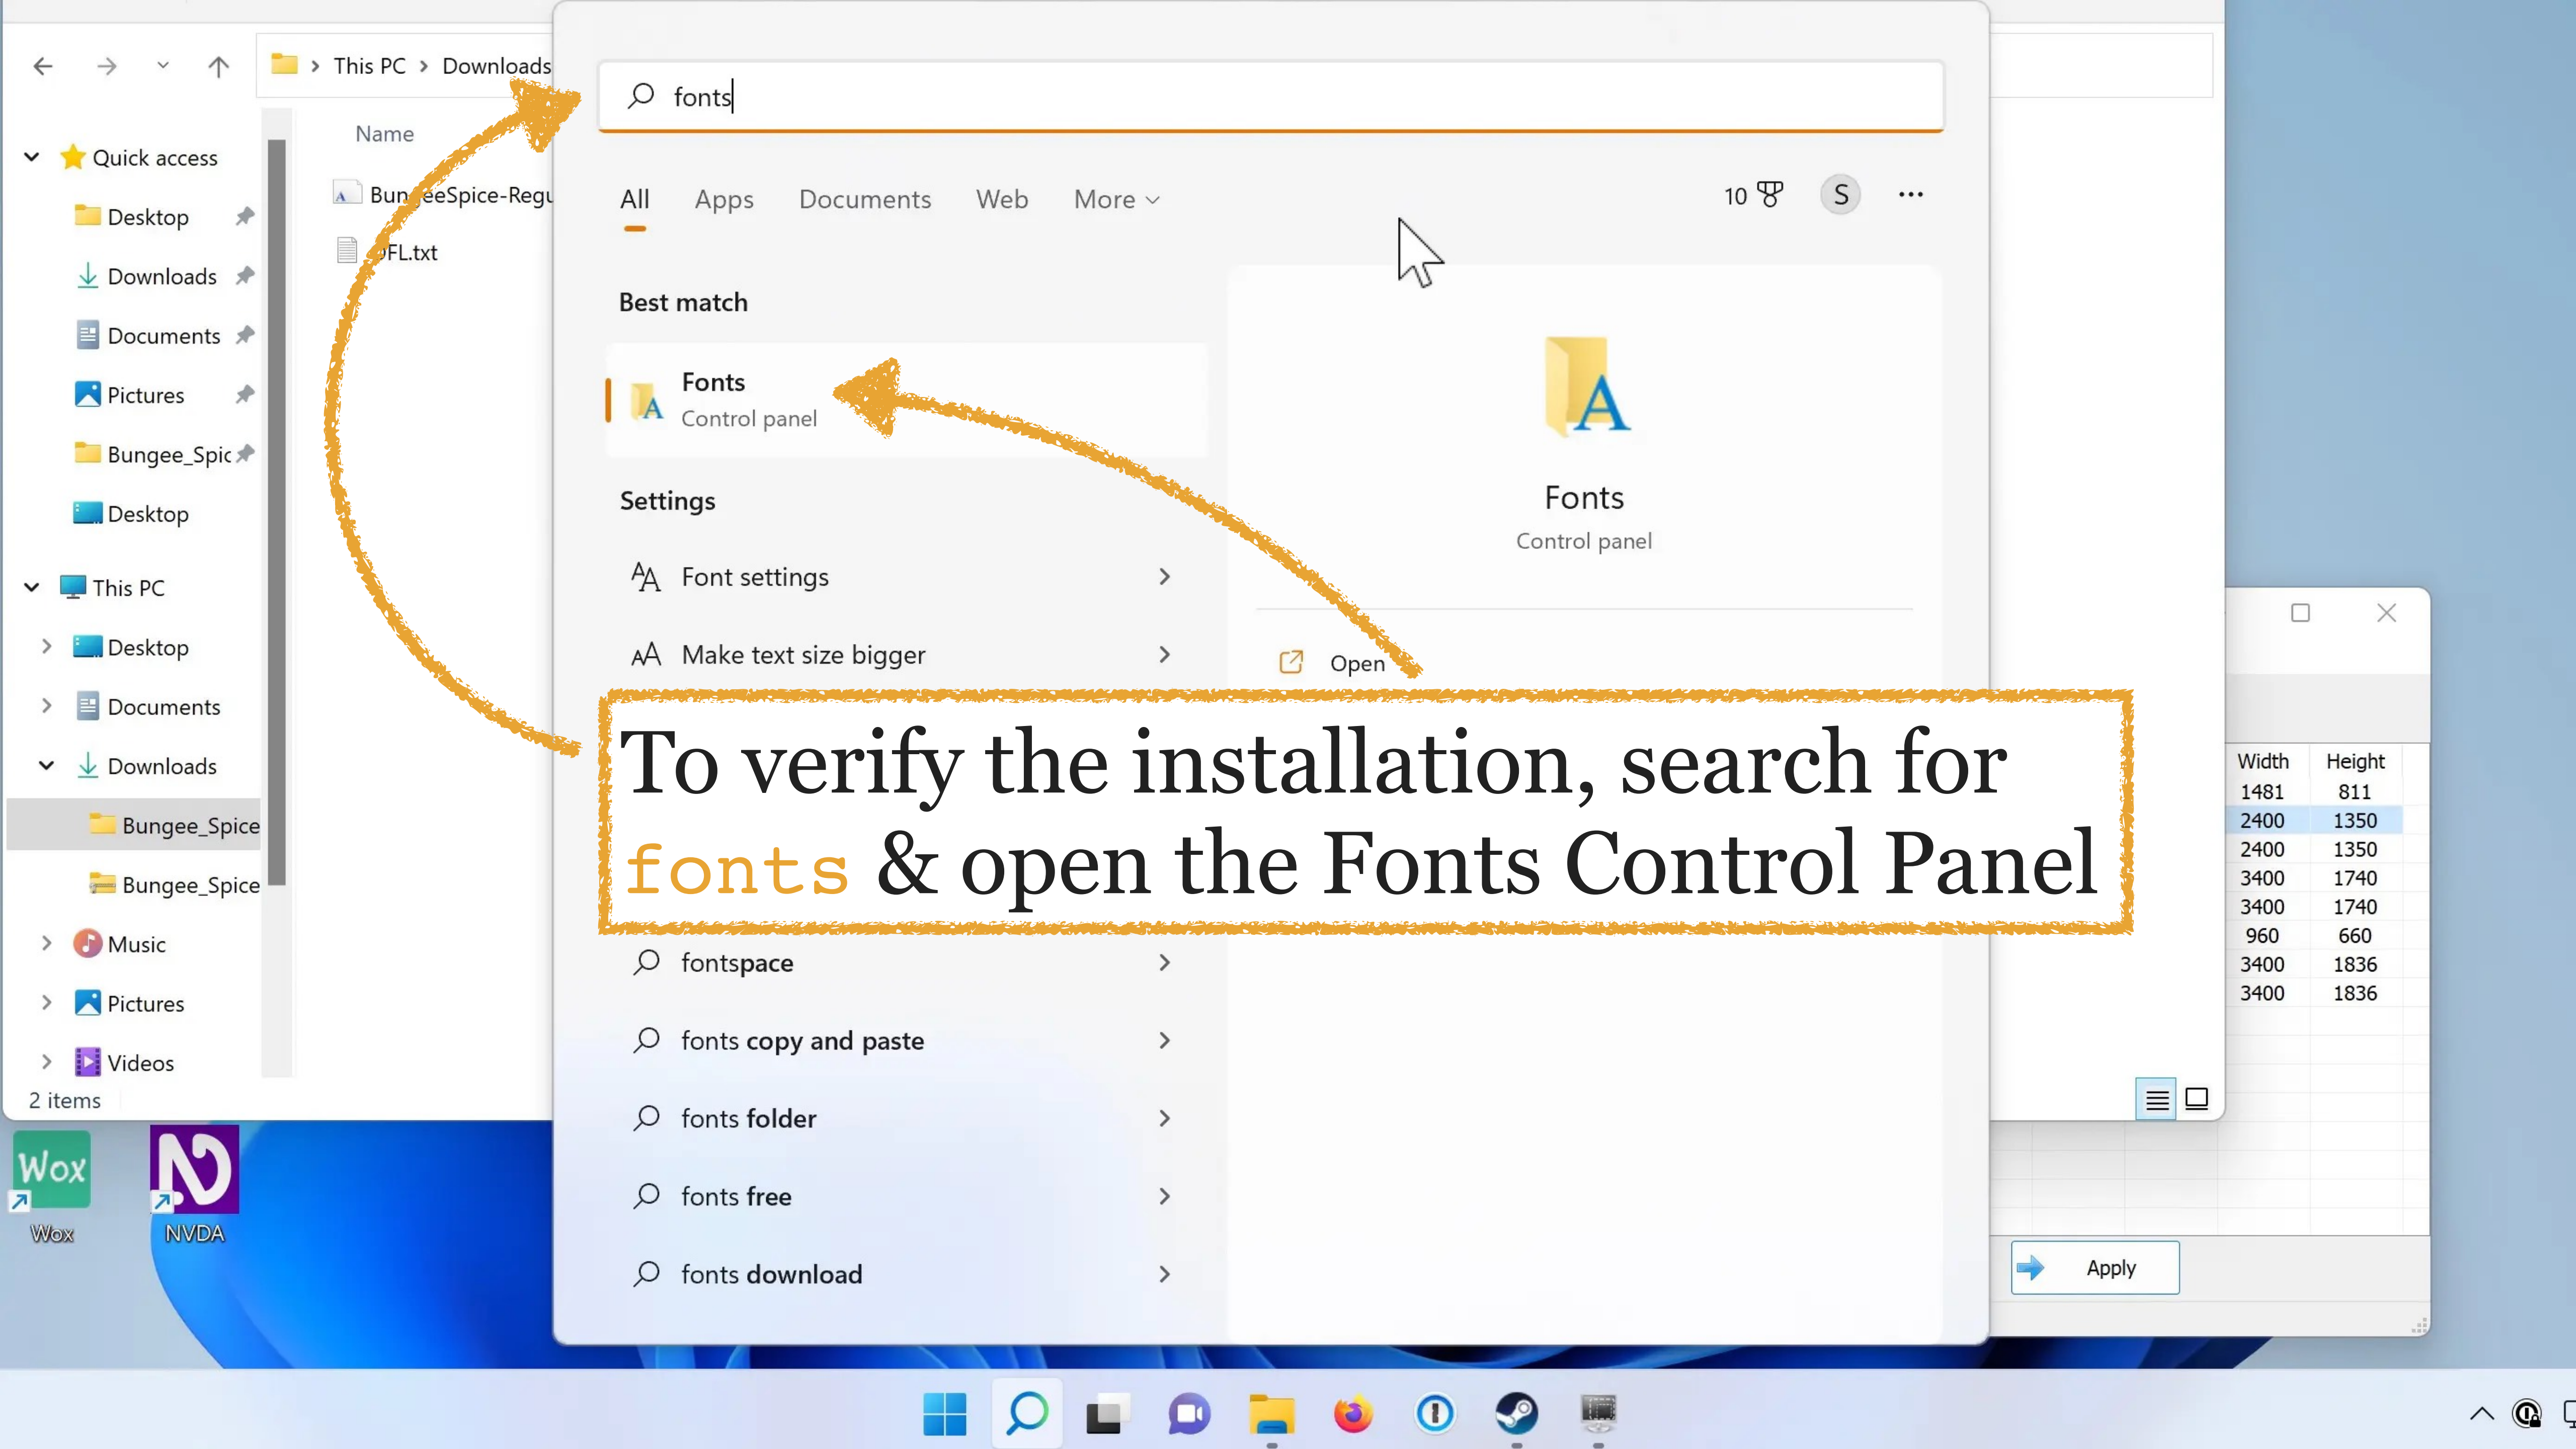 This PC > Downloads
fonts
Name
Quick access
Desktop
Downloads
Documents
Pictures
Bungee_Spic
Desktop
This PC
Desktop
Documents
Downloads
Bungee_Spice
Bungee_Spice
Music
Pictures
Videos
2 items
BungeeSpice-Regu
OFL.txt
All Apps Documents Web More
10
S
Best match
Fonts
Control panel
Settings
Font settings
Make text size bigger
Fonts
Control panel
Open
To verify the installation, search for
fonts & open the Fonts Control Panel
fontspace
fonts copy and paste
fonts folder
fonts free
fonts download
Width Height
1481 811
2400 1350
2400 1350
3400 1740
3400 1740
960 660
3400 1836
3400 1836
Apply
Wox
Wox
NVDA